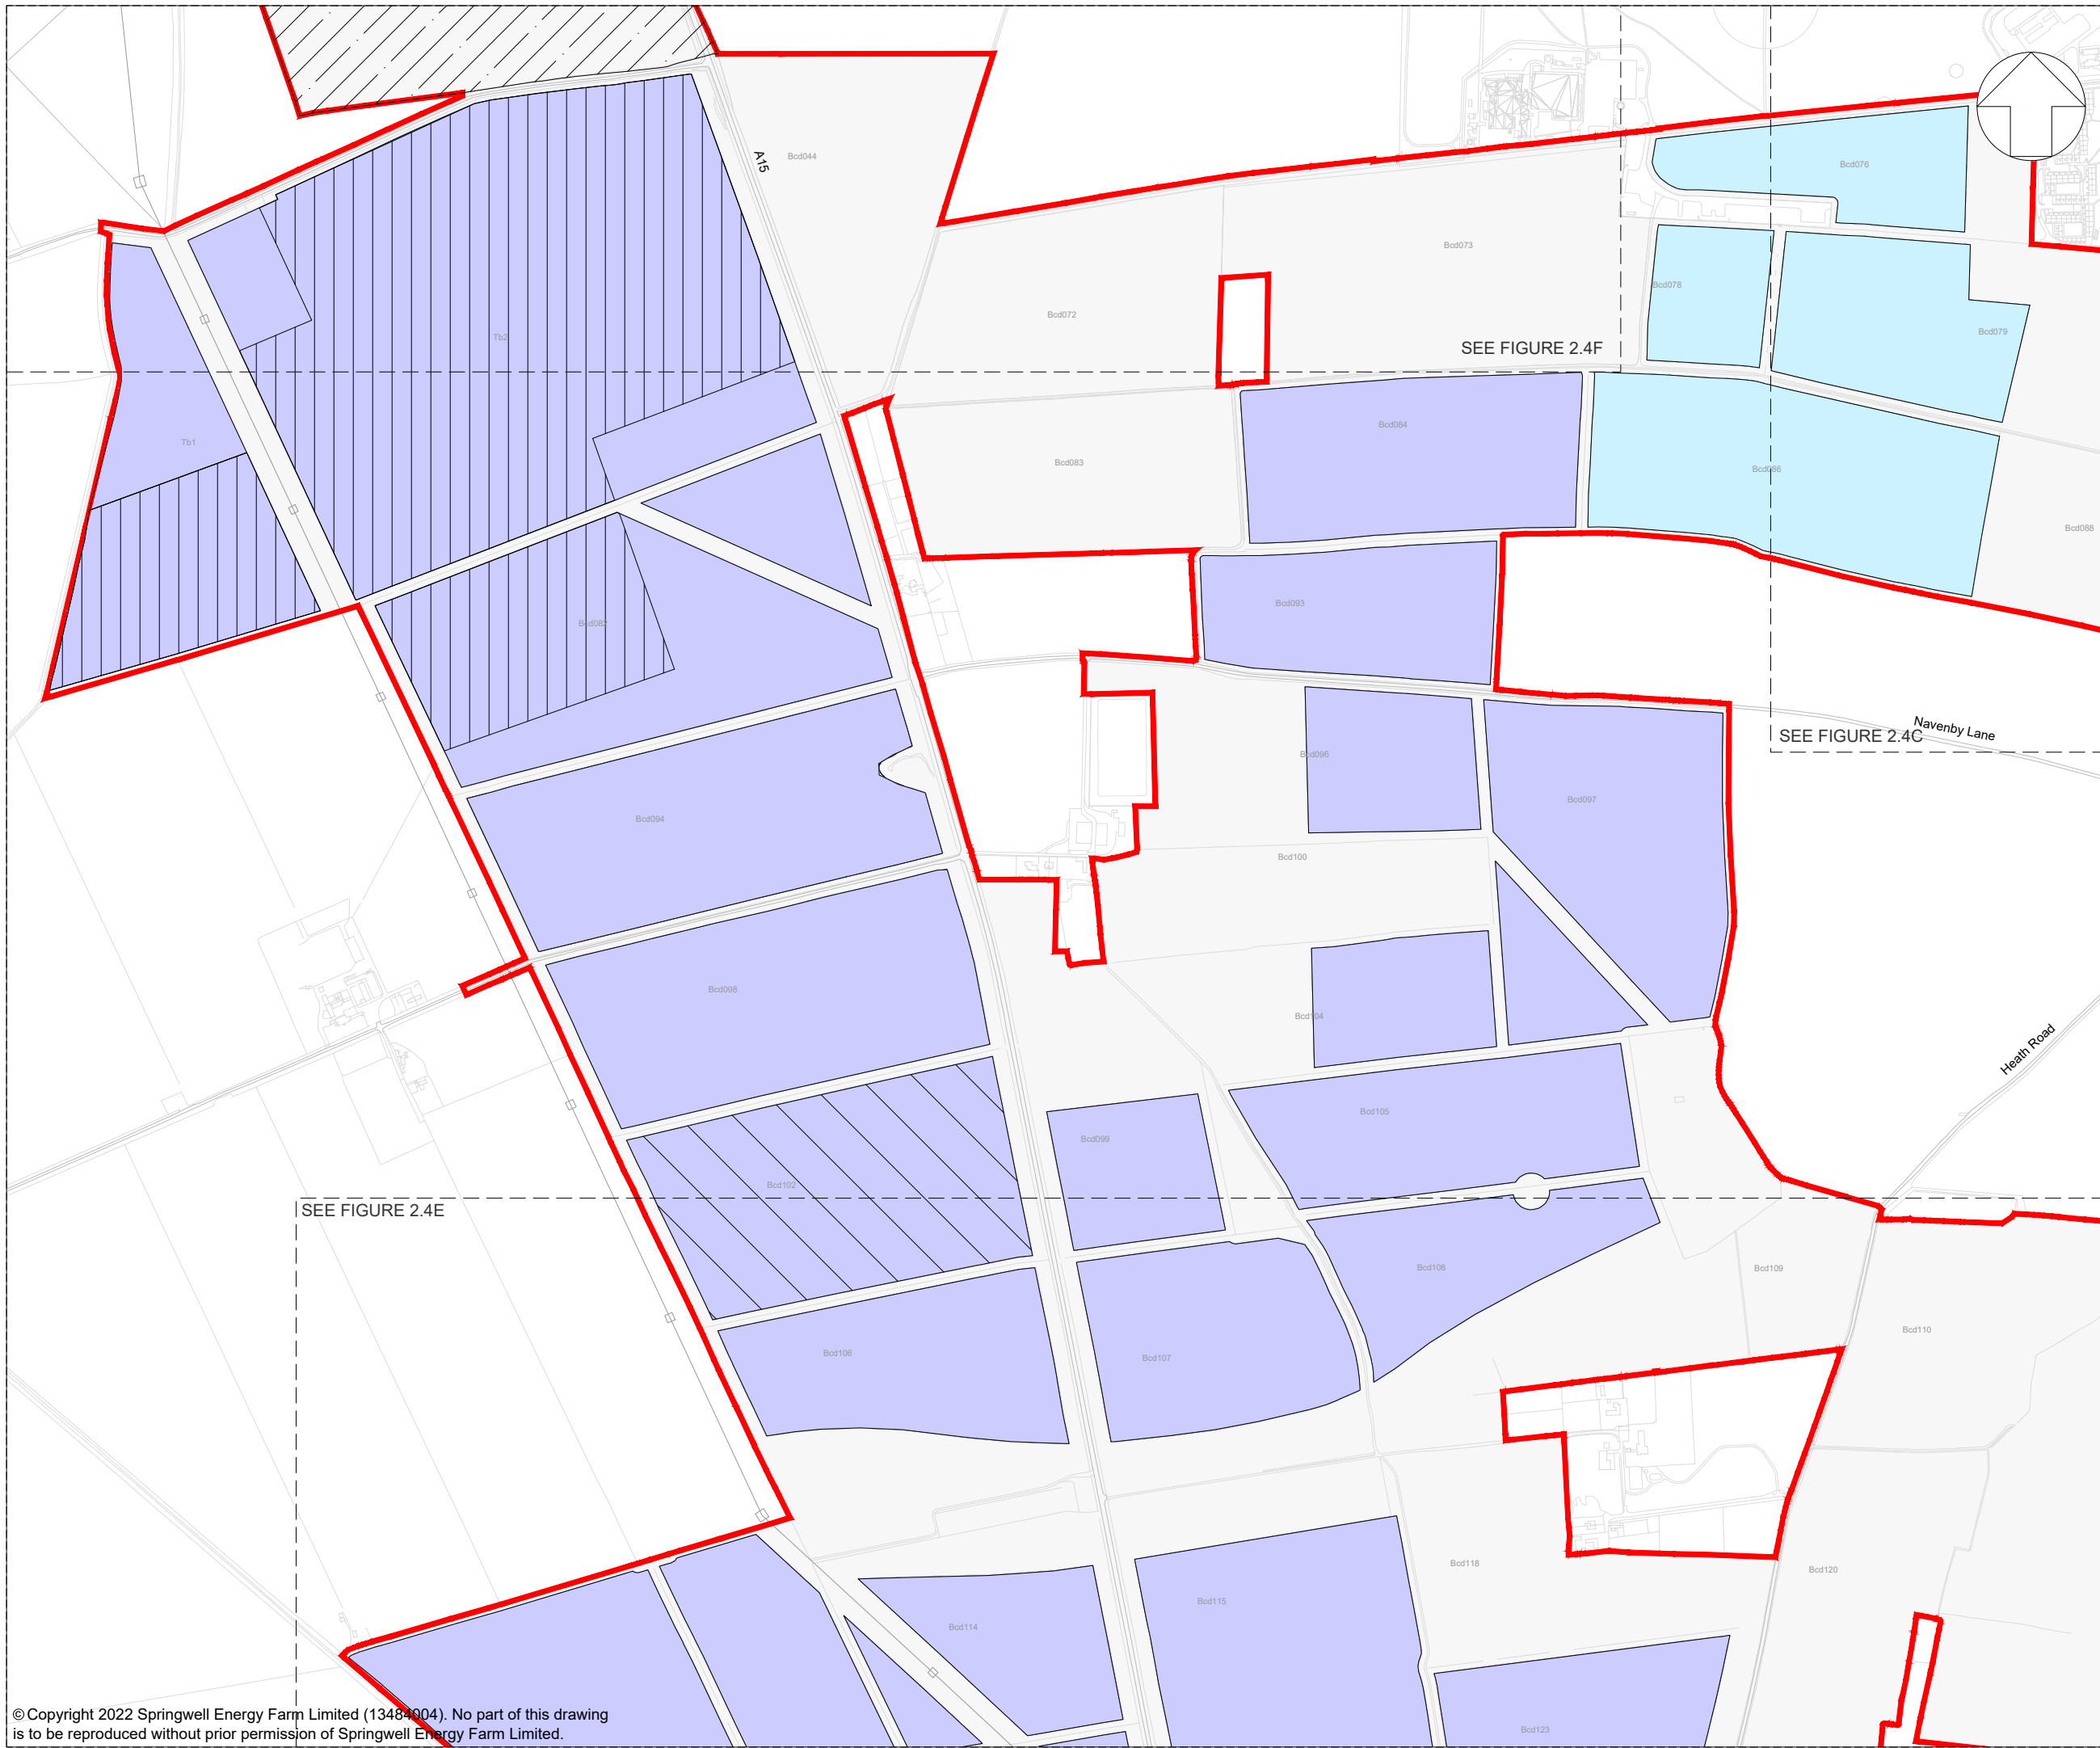 A15
Bcd044
Bcd076
Bcd073
Bcd078
Bcd072
Bcd079
Tb2
SEE FIGURE 2.4F
Tb1
Bcd084
Bcd083
Bcd086
Bcd088
Bcd082
Bcd093
Navenby Lane
SEE FIGURE 2.4C
Bcd096
Bcd097
Bcd094
Bcd100
Bcd098
Bcd104
Heath Road
Bcd105
Bcd099
Bcd102
SEE FIGURE 2.4E
Bcd108
Bcd109
Bcd110
Bcd106
Bcd107
Bcd118
Bcd120
Bcd115
Bcd114
Bcd123
© Copyright 2022 Springwell Energy Farm Limited (13484004). No part of this drawing
is to be reproduced without prior permission of Springwell Energy Farm Limited.